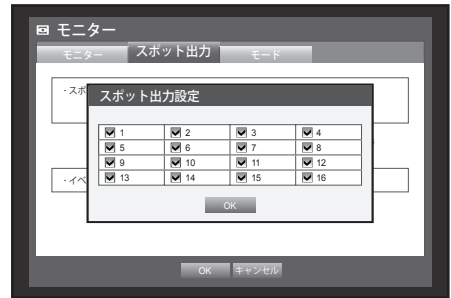 モニター
モニター スポット出力 モード
・スポ
スポット出力設定
1 2 3 4
5 6 7 8
9 10 11 12
13 14 15 16
・イベ
OK
OK キャンセル